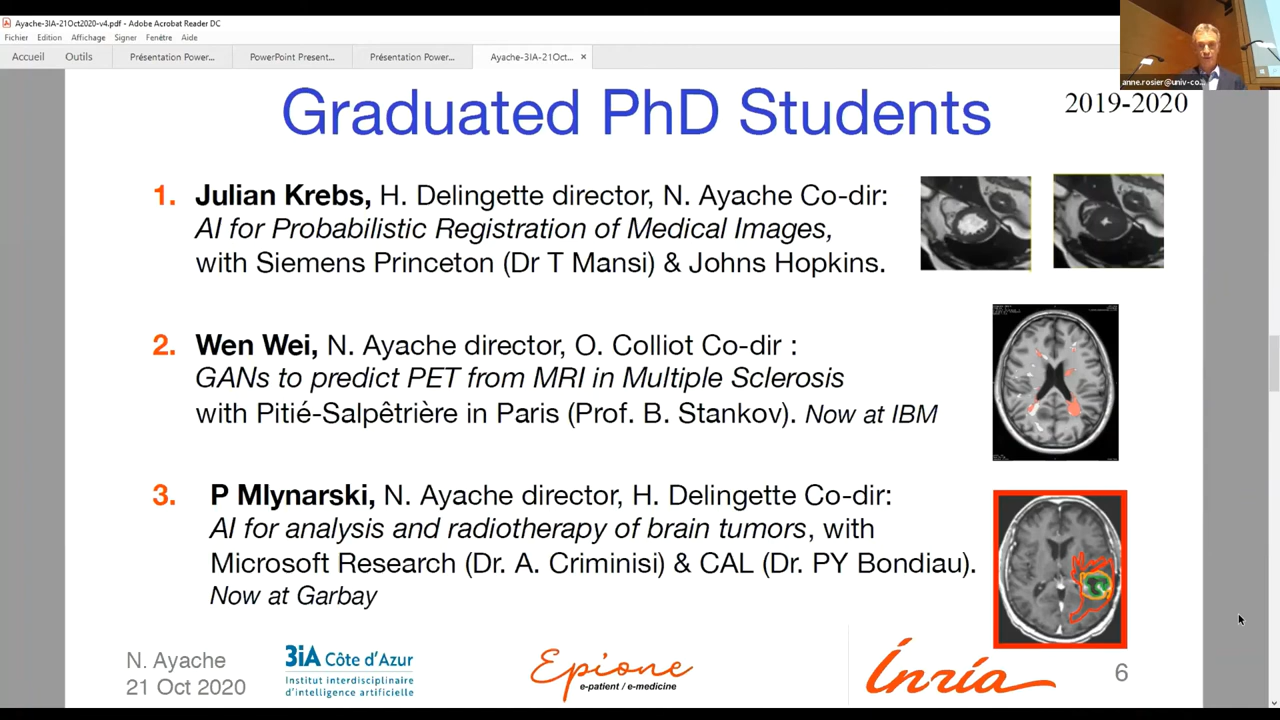 Ayache-3IA-21Oct2020-v4.pdf - Adobe Acrobat Reader DC
Fichier Edition Affichage Signer Fenêtre Aide
Accueil Outils Présentation Power... PowerPoint Present... Présentation Power... Ayache-3IA-21Oct... ×
anne.rosier@univ-co...
Graduated PhD Students
2019-2020
1. Julian Krebs, H. Delingette director, N. Ayache Co-dir:
AI for Probabilistic Registration of Medical Images,
with Siemens Princeton (Dr T Mansi) & Johns Hopkins.
2. Wen Wei, N. Ayache director, O. Colliot Co-dir :
GANs to predict PET from MRI in Multiple Sclerosis
with Pitié-Salpêtrière in Paris (Prof. B. Stankov). Now at IBM
3. P Mlynarski, N. Ayache director, H. Delingette Co-dir:
AI for analysis and radiotherapy of brain tumors, with
Microsoft Research (Dr. A. Criminisi) & CAL (Dr. PY Bondiau).
Now at Garbay
N. Ayache
21 Oct 2020
3iA Côte d'Azur
Institut interdisciplinaire
d'intelligence artificielle
Epione
e-patient / e-medicine
Inria
6